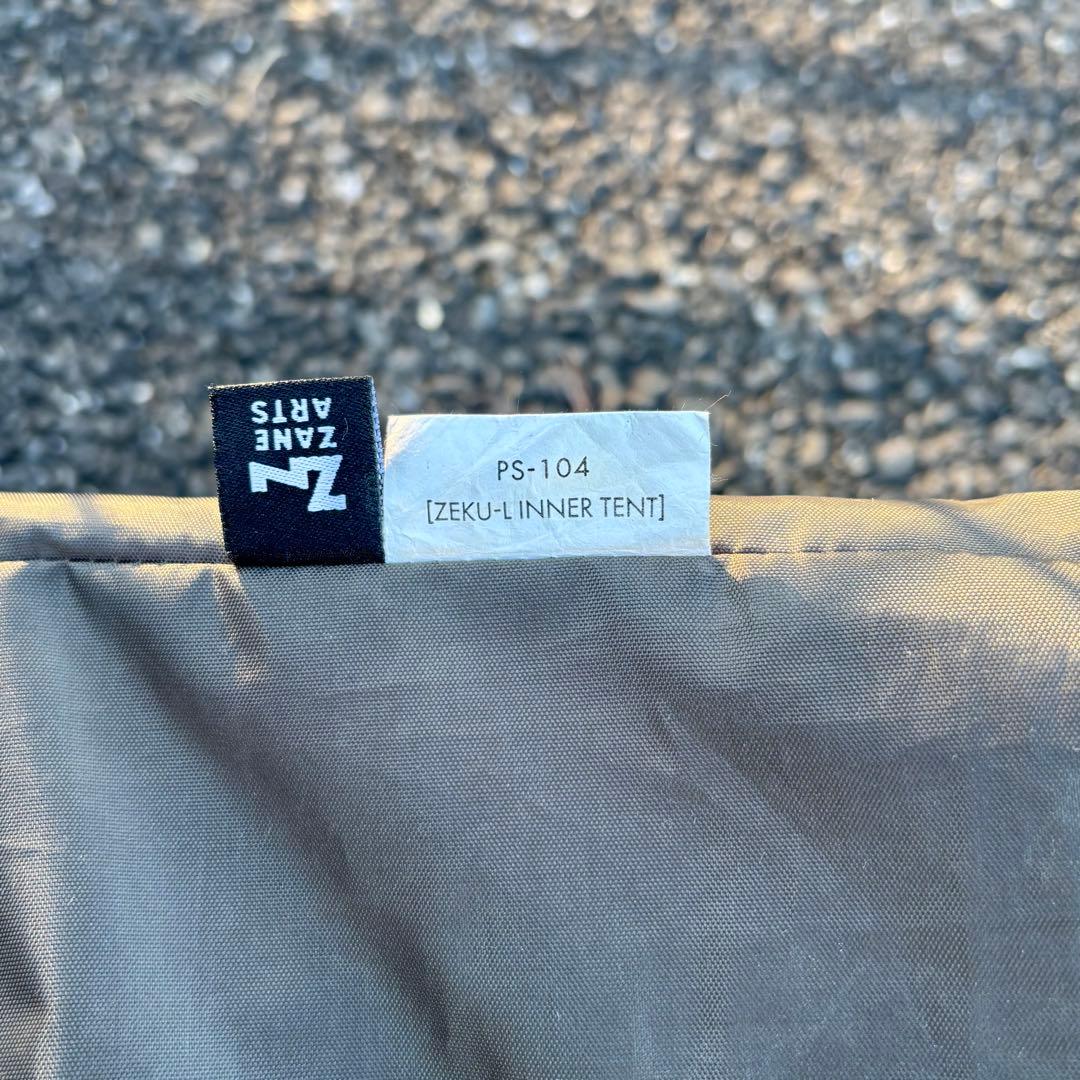 ZANE
ARTS
PS-104
[ZEKU-L INNER TENT]